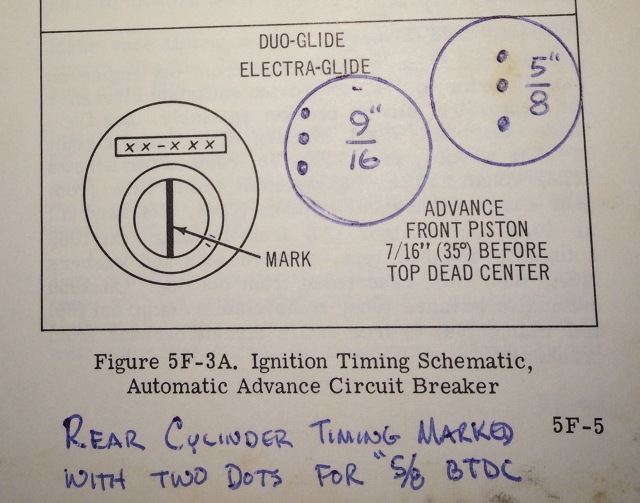 DUO-GLIDE
ELECTRA-GLIDE
5"
8
9"
16
xx-xxx
MARK
ADVANCE
FRONT PISTON
7/16" (35°) BEFORE
TOP DEAD CENTER
Figure 5F-3A. Ignition Timing Schematic,
Automatic Advance Circuit Breaker
5F-5
REAR CYLINDER TIMING MARKED
WITH TWO DOTS FOR "5/8 BTDC